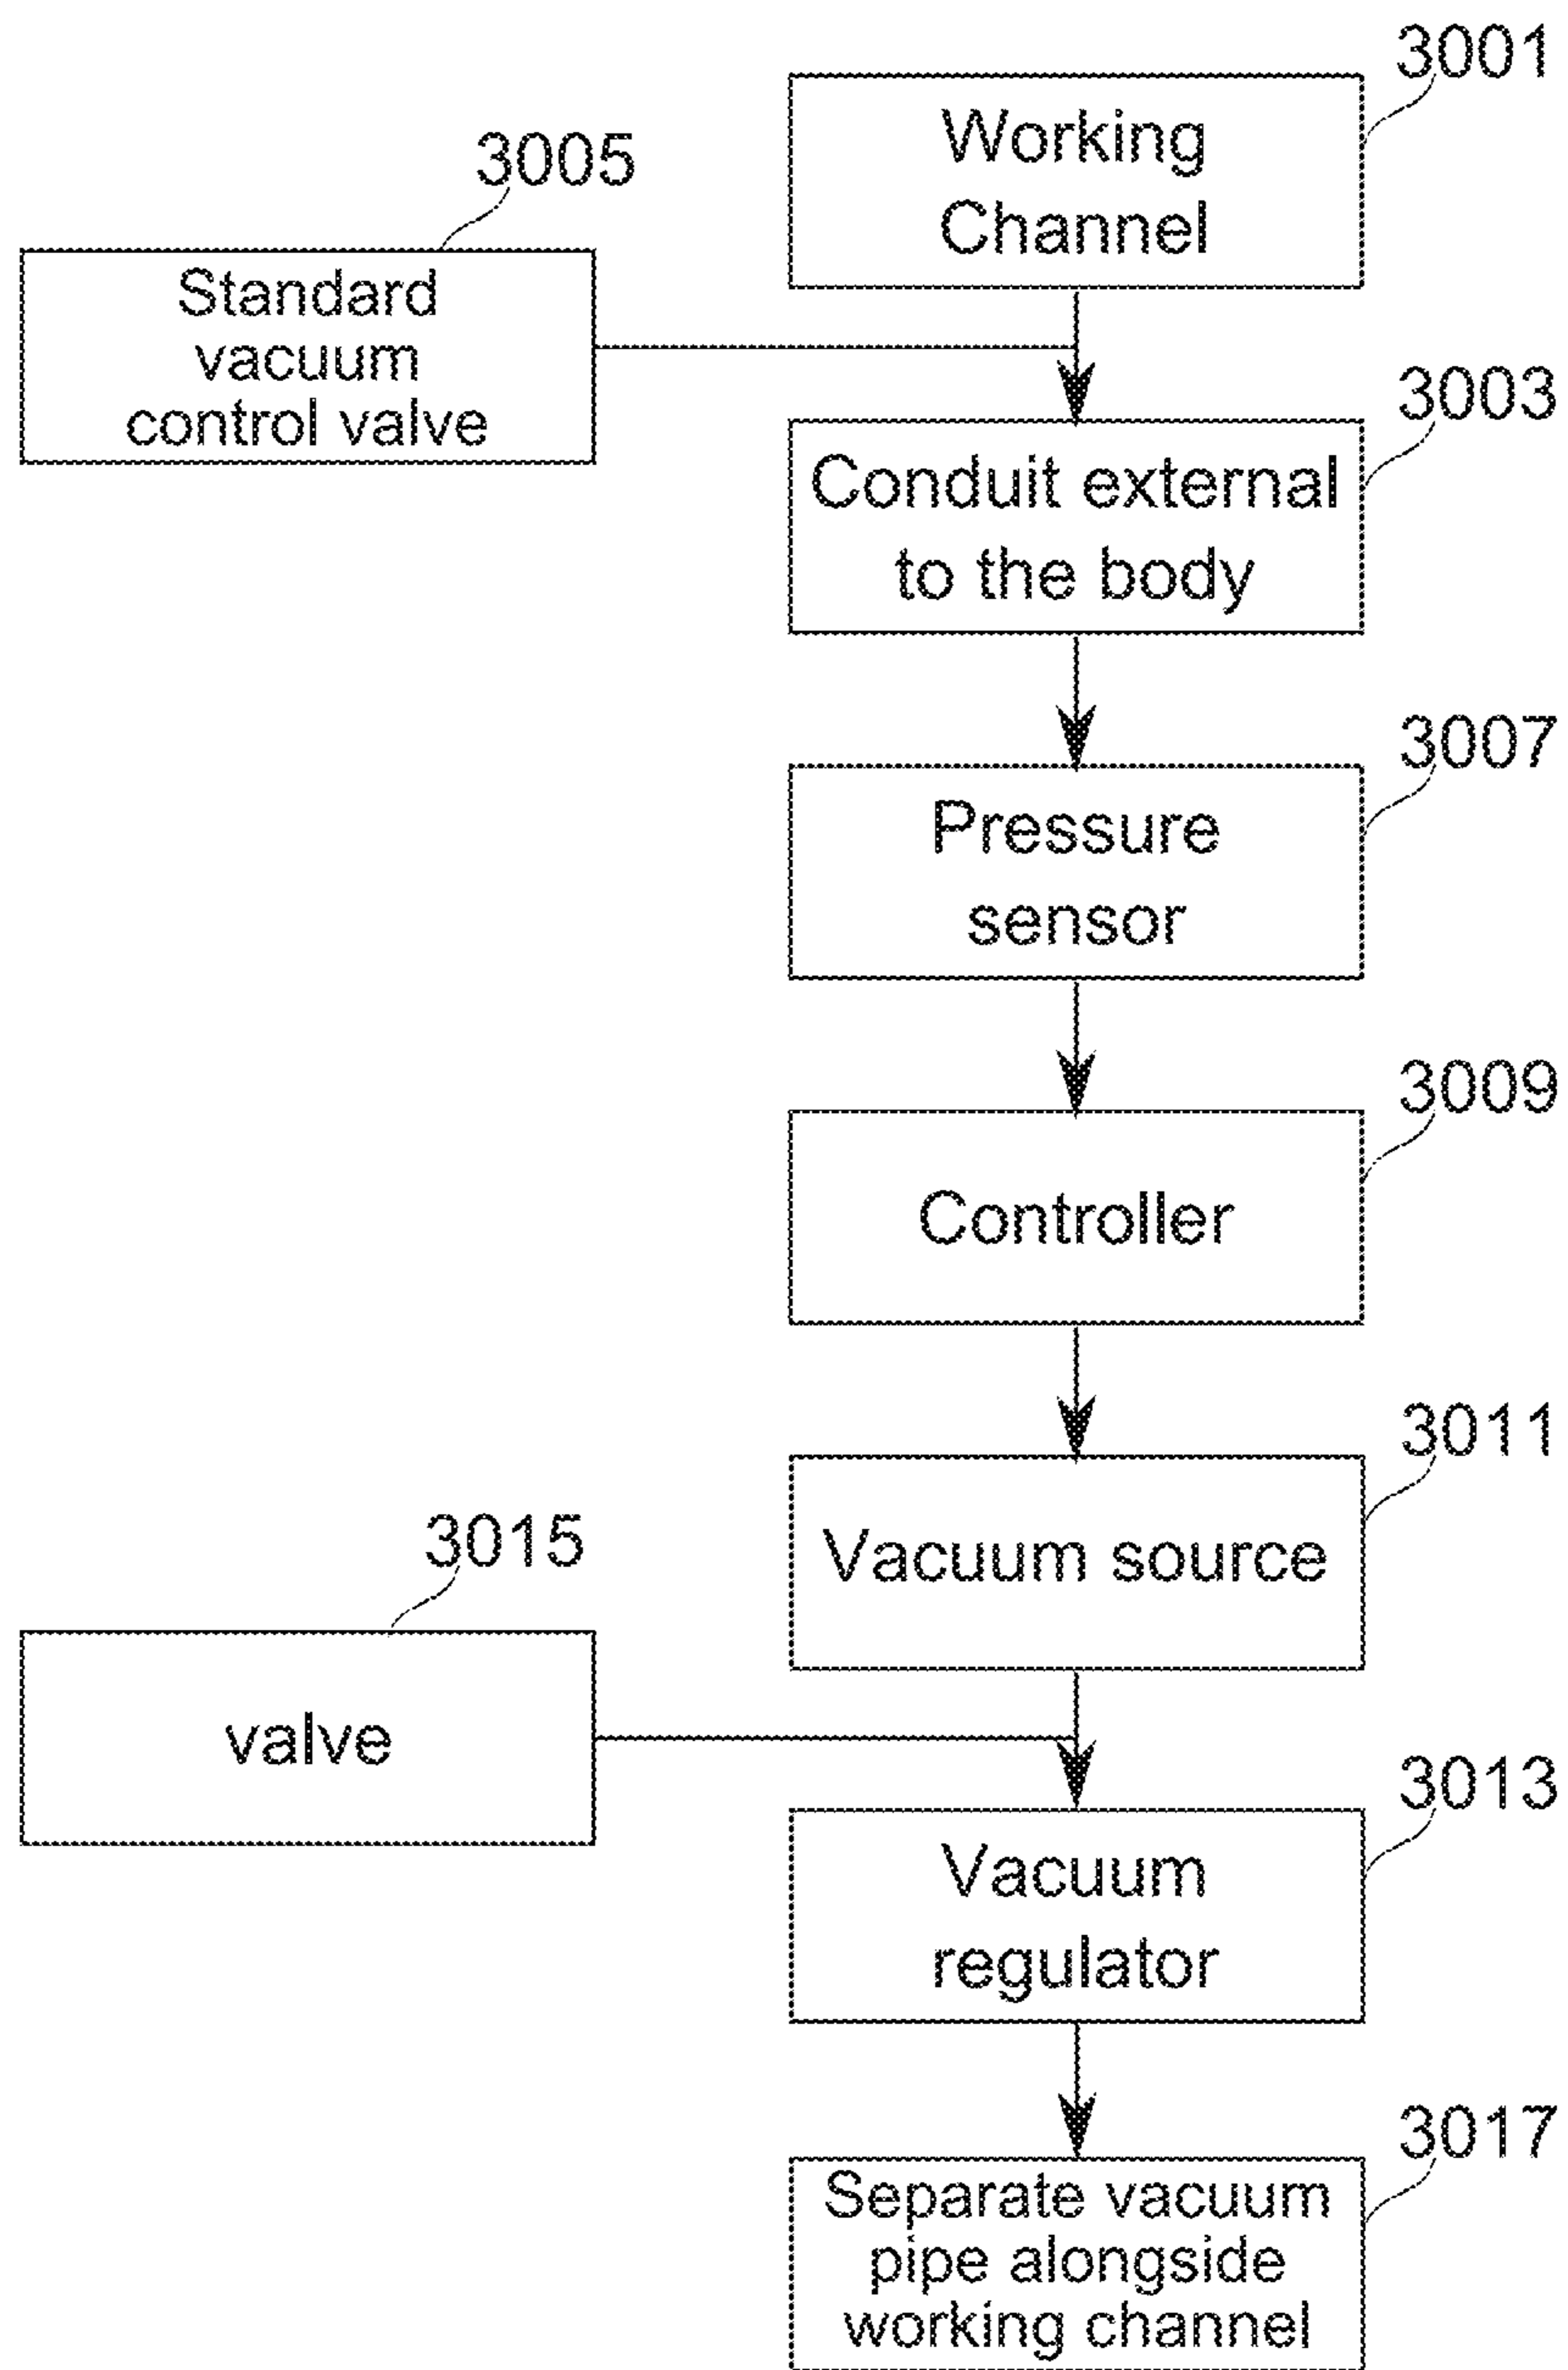 3001
Working
Channel
3005
Standard
vacuum
control valve
3003
Conduit external
to the body
3007
Pressure
sensor
3009
Controller
3011
Vacuum source
3015
valve
3013
Vacuum
regulator
3017
Separate vacuum
pipe alongside
working channel